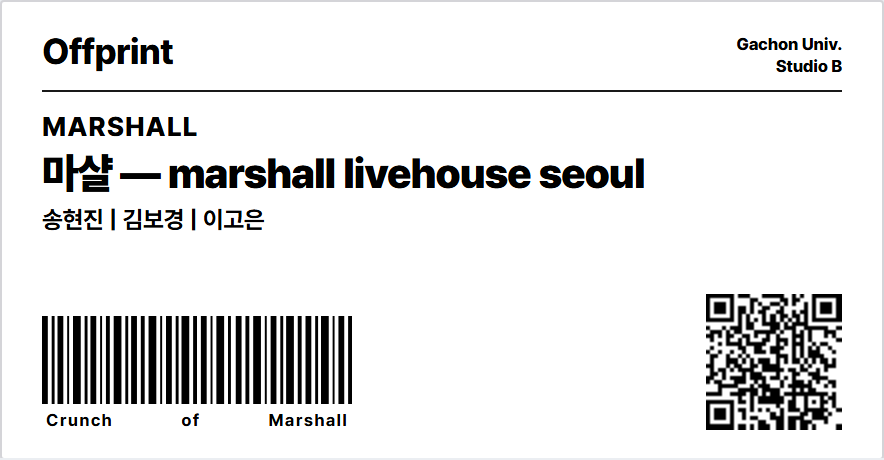 Offprint
Gachon Univ.
Studio B
MARSHALL
마샬 — marshall livehouse seoul
송현진 | 김보경 | 이고은
Crunch of Marshall